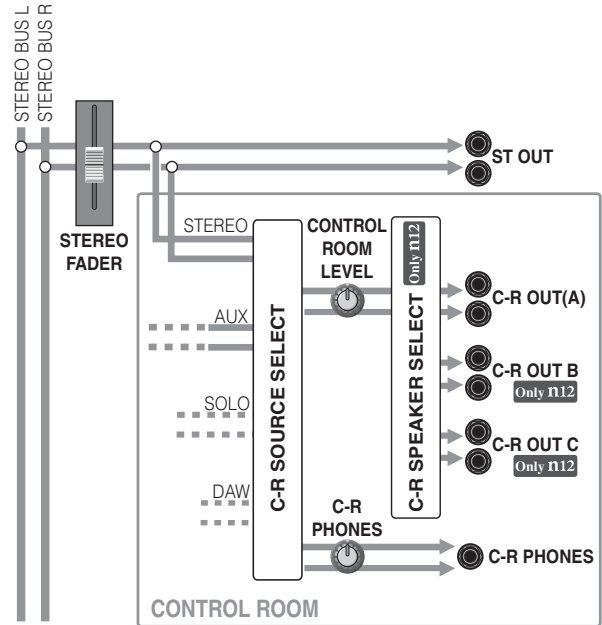 STEREO BUS L
STEREO BUS R
ST OUT
STEREO
FADER
STEREO
CONTROL
ROOM
LEVEL
Only n12
C-R OUT(A)
AUX
C-R SOURCE SELECT
C-R SPEAKER SELECT
C-R OUT B
Only n12
SOLO
C-R OUT C
Only n12
DAW
C-R
PHONES
C-R PHONES
CONTROL ROOM